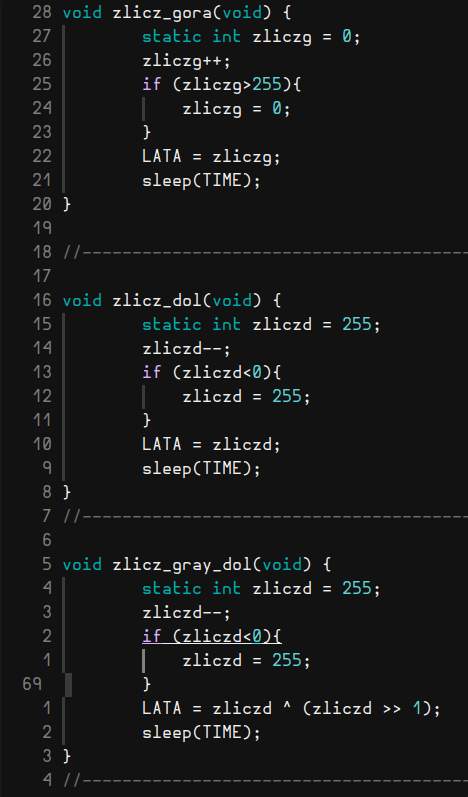 28 void zlicz_gora(void) {
27         static int zliczg = 0;
26         zliczg++;
25         if (zliczg>255){
24             zliczg = 0;
23         }
22         LATA = zliczg;
21         sleep(TIME);
20 }
19
18 //----------------------------------------
17
16 void zlicz_dol(void) {
15         static int zliczd = 255;
14         zliczd--;
13         if (zliczd<0){
12             zliczd = 255;
11         }
10         LATA = zliczd;
9         sleep(TIME);
8 }
7 //----------------------------------------
6
5 void zlicz_gray_dol(void) {
4         static int zliczd = 255;
3         zliczd--;
2         if (zliczd<0){
1             zliczd = 255;
69         }
1         LATA = zliczd ^ (zliczd >> 1);
2         sleep(TIME);
3 }
4 //----------------------------------------